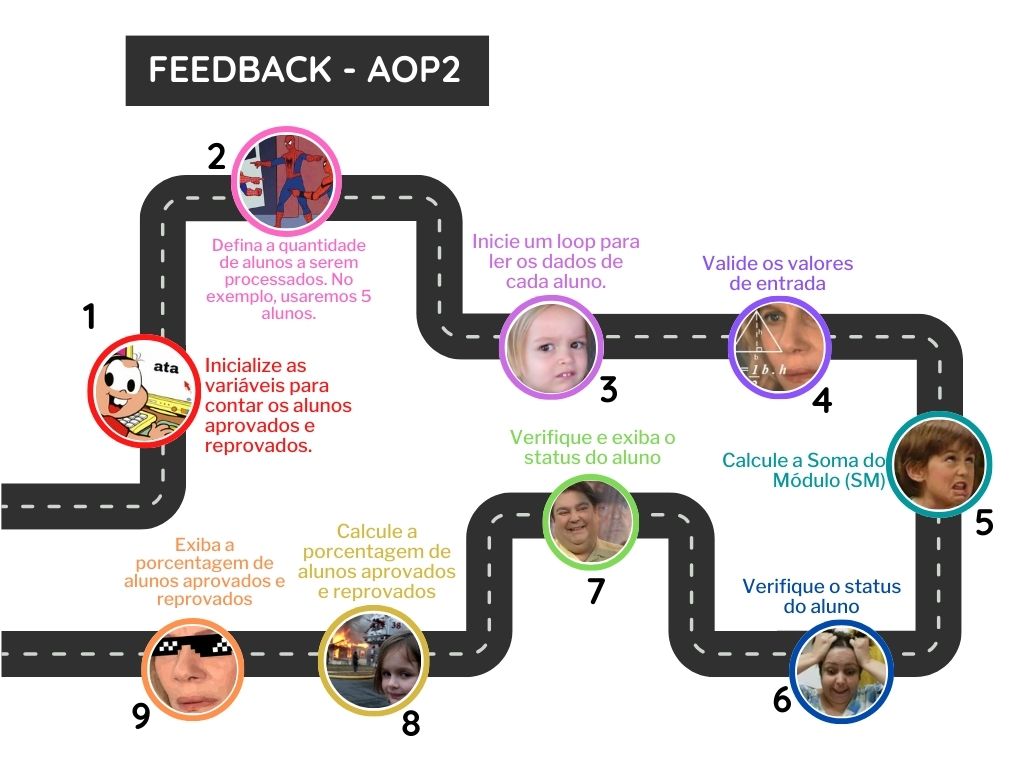 FEEDBACK - AOP2
1
Inicialize as
variáveis para
contar os alunos
aprovados e
reprovados.
ata
2
Defina a quantidade
de alunos a serem
processados. No
exemplo, usaremos 5
alunos.
3
Inicie um loop para
ler os dados de
cada aluno.
4
Valide os valores
de entrada
h
b
=1b.h
2
5
Calcule a Soma do
Módulo (SM)
6
Verifique o status
do aluno
7
Verifique e exiba o
status do aluno
8
Calcule a
porcentagem de
alunos aprovados
e reprovados
38
9
Exiba a
porcentagem de
alunos aprovados e
reprovados